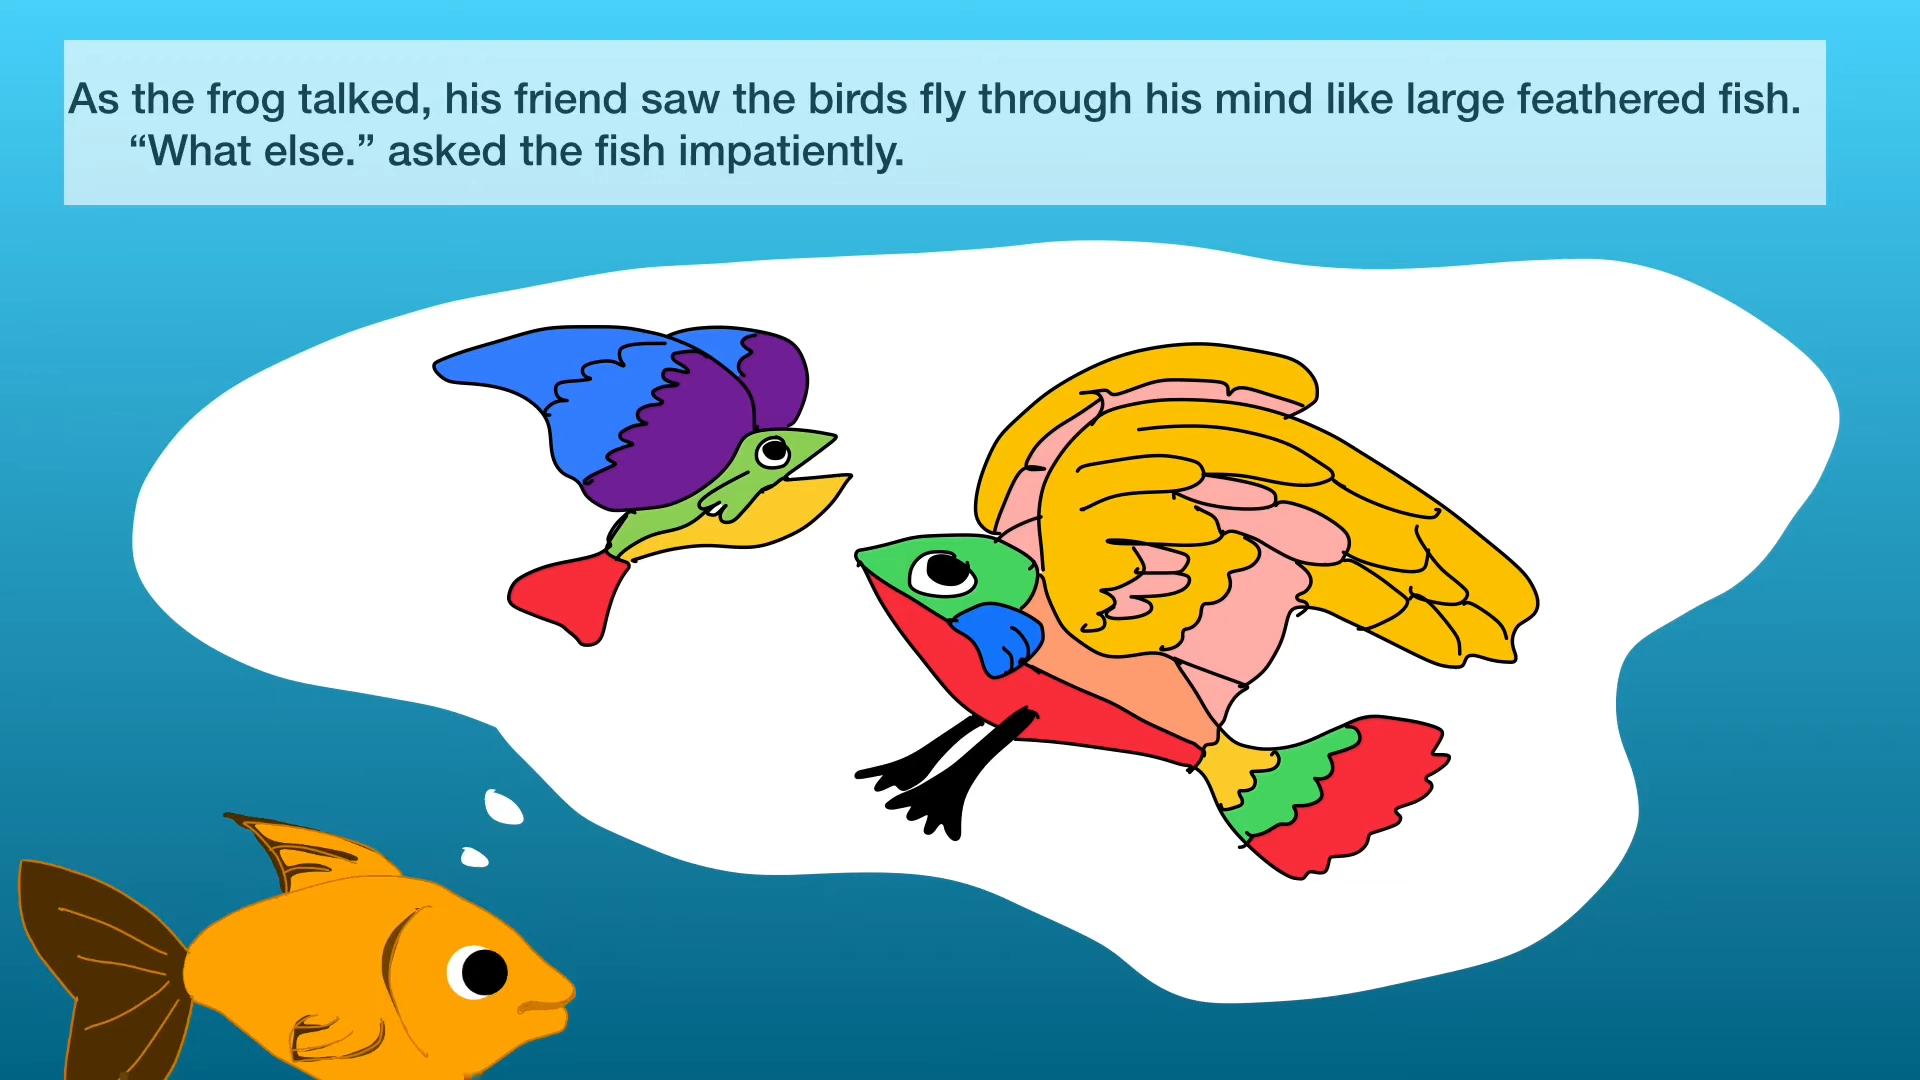 As the frog talked, his friend saw the birds fly through his mind like large feathered fish.
“What else.” asked the fish impatiently.